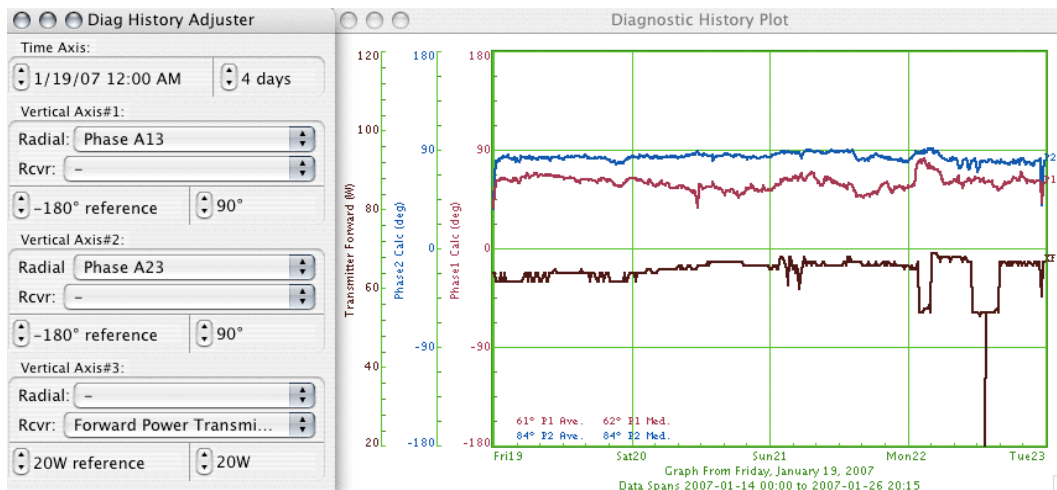 Diag History Adjuster
Time Axis:
1/19/07 12:00 AM 4 days
Vertical Axis#1:
Radial: Phase A13
Rcvr: –
-180° reference 90°
Vertical Axis#2:
Radial Phase A23
Rcvr: –
-180° reference 90°
Vertical Axis#3:
Radial: –
Rcvr: Forward Power Transmi...
20W reference 20W
Diagnostic History Plot
Transmitter Forward (W)
120
100
80
60
40
20
Phase2 Calc (deg)
180
90
0
-90
-180
Phase1 Calc (deg)
180
90
0
-90
-180
P2
P1
XF
61° P1 Ave. 62° P1 Med.
84° P2 Ave. 84° P2 Med.
Fri19 Sat20 Sun21 Mon22 Tue23
Graph From Friday, January 19, 2007
Data Spans 2007-01-14 00:00 to 2007-01-26 20:15